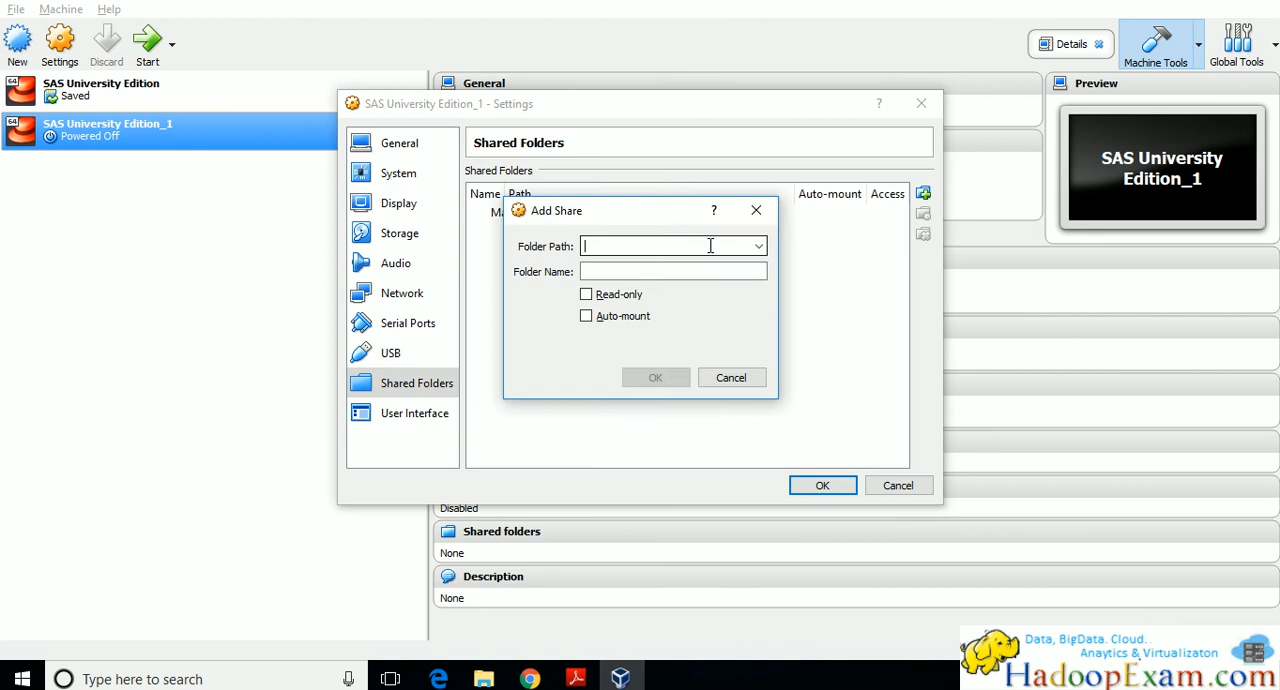 File Machine Help
New Settings Discard Start
Details
Machine Tools
Global Tools
64
SAS University Edition
Saved
64
SAS University Edition_1
Powered Off
General
Preview
SAS University
Edition_1
SAS University Edition_1 - Settings
?
General
System
Display
Storage
Audio
Network
Serial Ports
USB
Shared Folders
User Interface
Shared Folders
Shared Folders
Name Path Auto-mount Access
Add Share
?
Folder Path:
Folder Name:
Read-only
Auto-mount
OK Cancel
OK Cancel
Disabled
Shared folders
None
Description
None
Type here to search
Data, BigData. Cloud..
Anaytics & Virtualizaton
HadoopExam.com